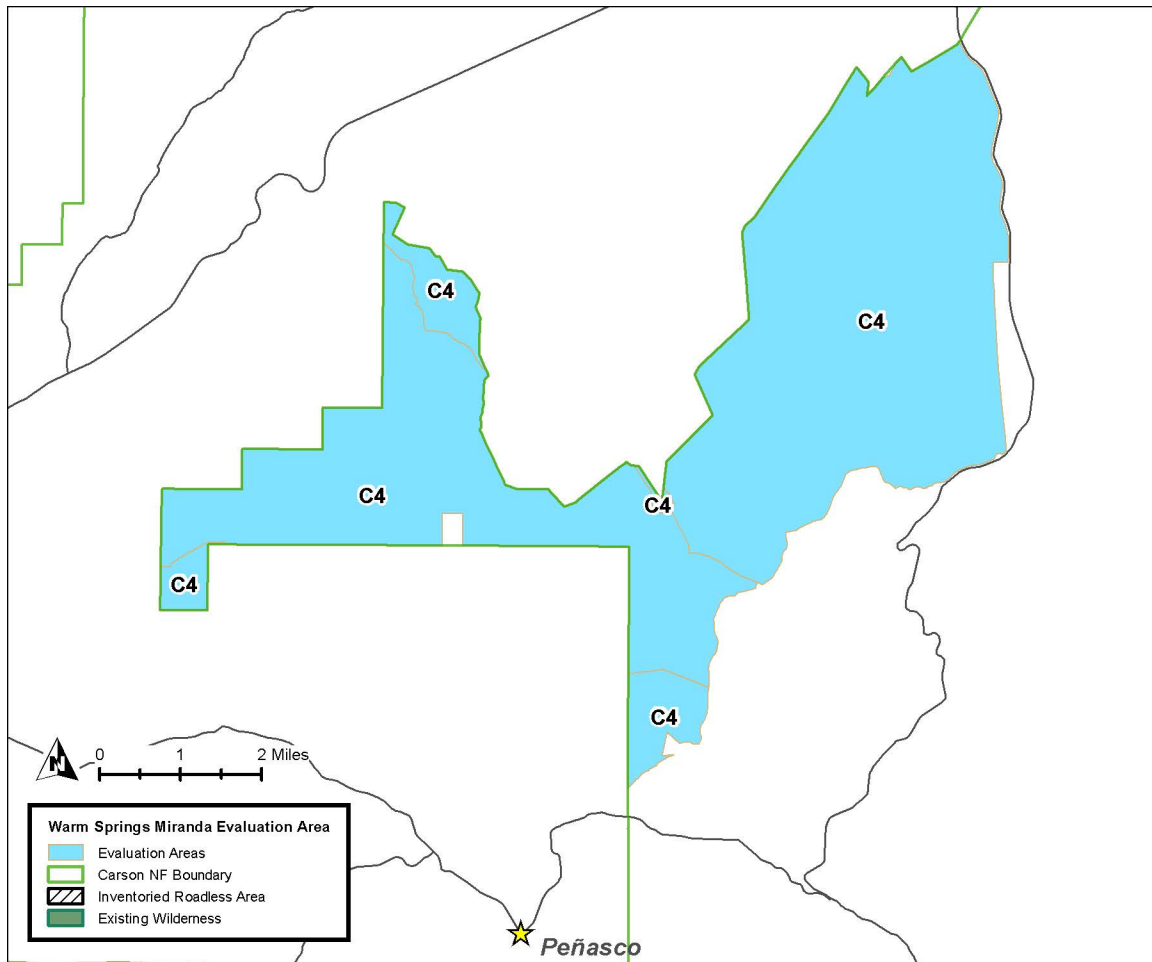 C4
C4
C4
C4
C4
C4
N
0 1 2 Miles
Warm Springs Miranda Evaluation Area
Evaluation Areas
Carson NF Boundary
Inventoried Roadless Area
Existing Wilderness
Peñasco